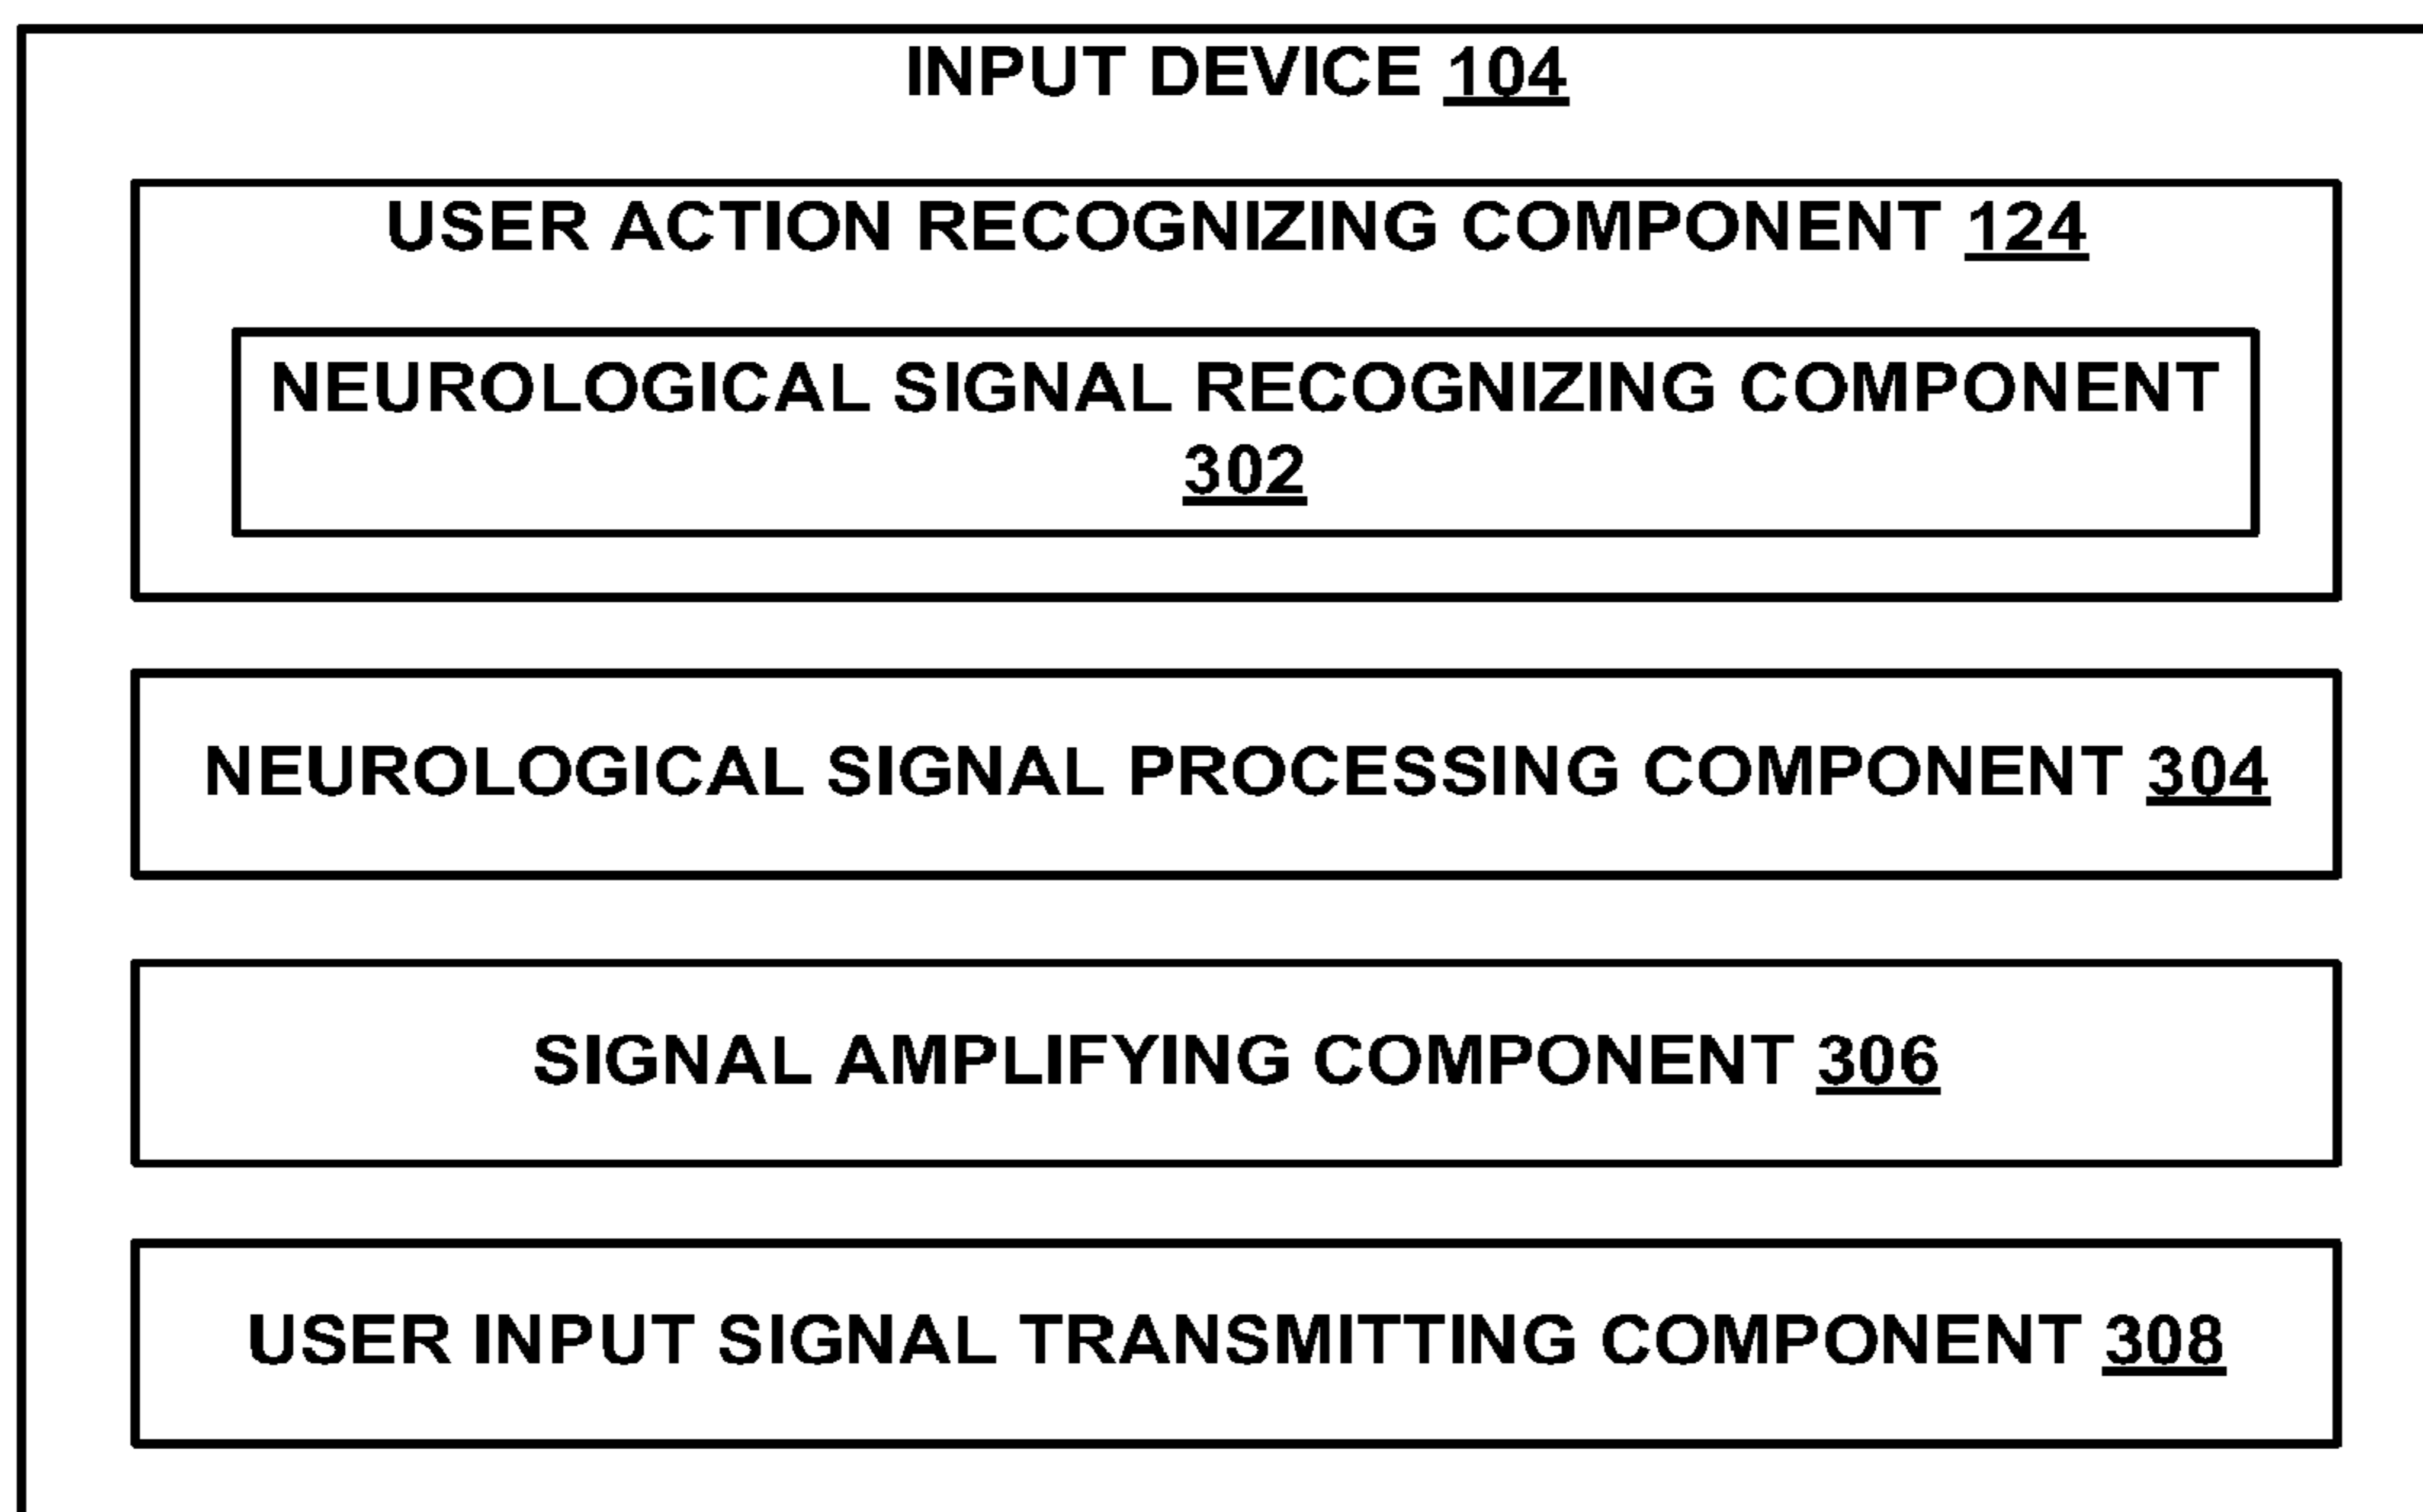 INPUT DEVICE 104
USER ACTION RECOGNIZING COMPONENT 124
NEUROLOGICAL SIGNAL RECOGNIZING COMPONENT
302
NEUROLOGICAL SIGNAL PROCESSING COMPONENT 304
SIGNAL AMPLIFYING COMPONENT 306
USER INPUT SIGNAL TRANSMITTING COMPONENT 308